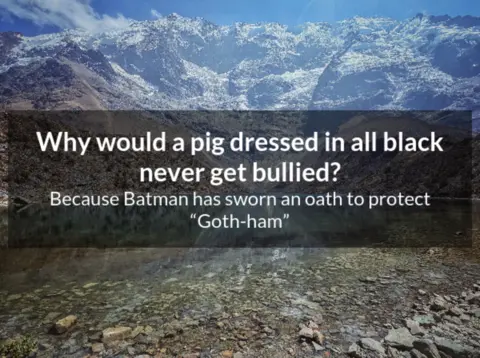 Why would a pig dressed in all black
never get bullied?
Because Batman has sworn an oath to protect
“Goth-ham”